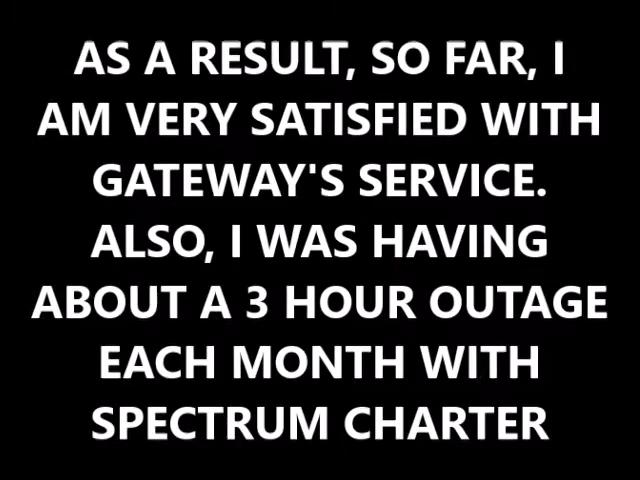 AS A RESULT, SO FAR, I
AM VERY SATISFIED WITH
GATEWAY'S SERVICE.
ALSO, I WAS HAVING
ABOUT A 3 HOUR OUTAGE
EACH MONTH WITH
SPECTRUM CHARTER